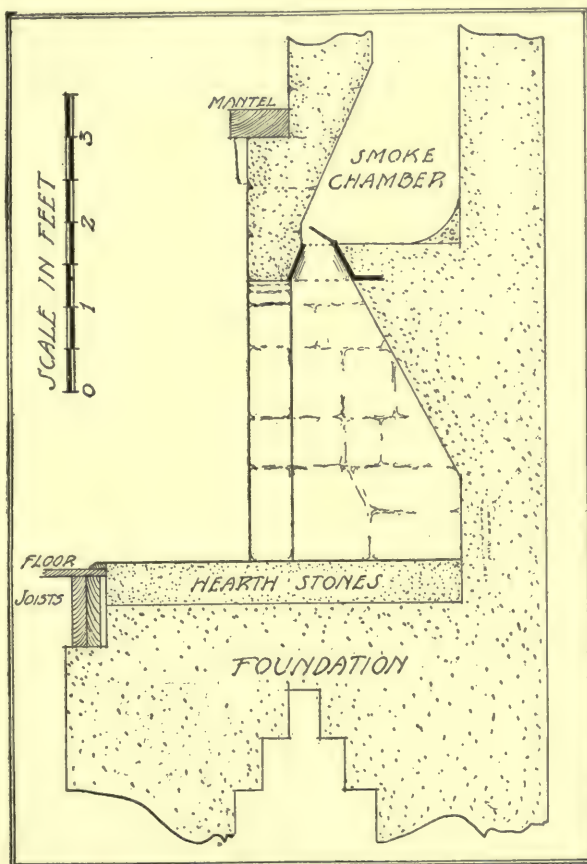 MANTEL
SMOKE
CHAMBER
SCALE IN FEET
3
2
1
0
FLOOR
JOISTS
HEARTH STONES
FOUNDATION